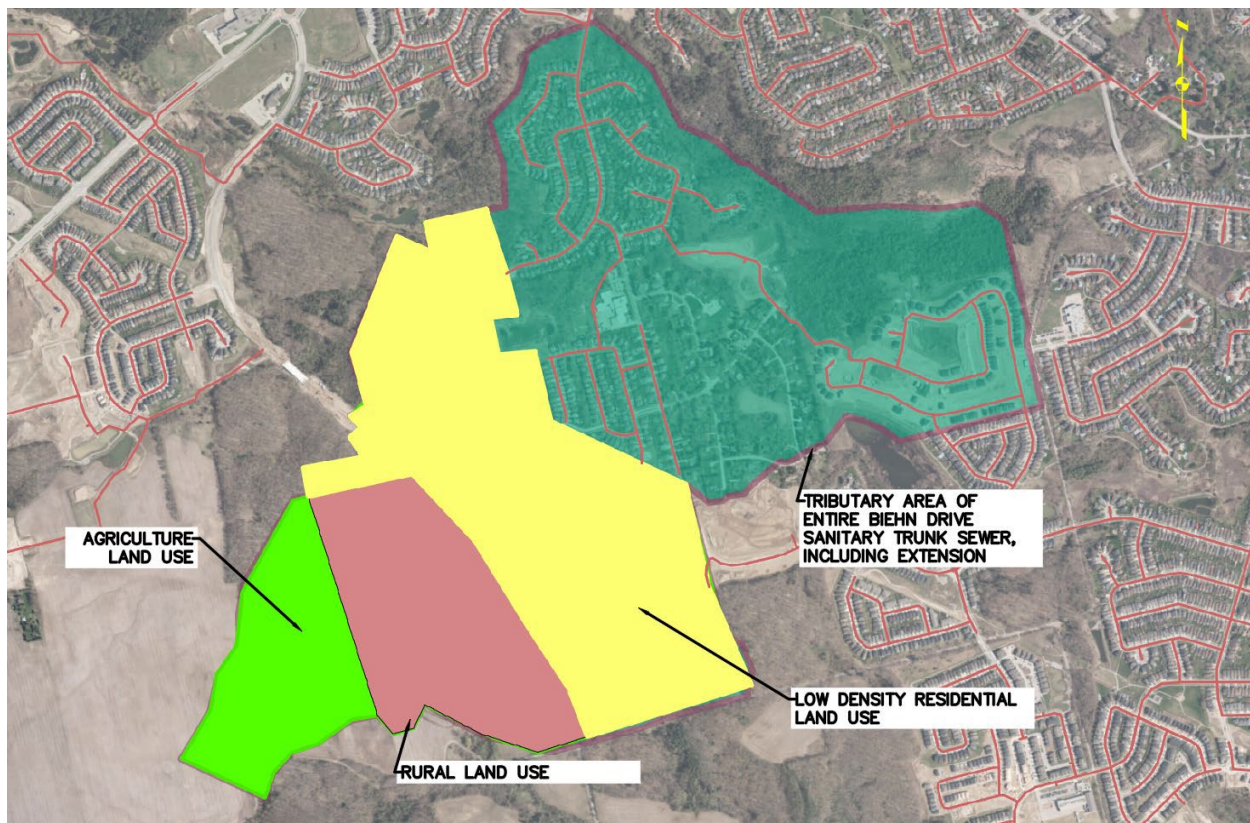 TRIBUTARY AREA OF
ENTIRE BIEHN DRIVE
SANITARY TRUNK SEWER,
INCLUDING EXTENSION
AGRICULTURE
LAND USE
LOW DENSITY RESIDENTIAL
LAND USE
RURAL LAND USE